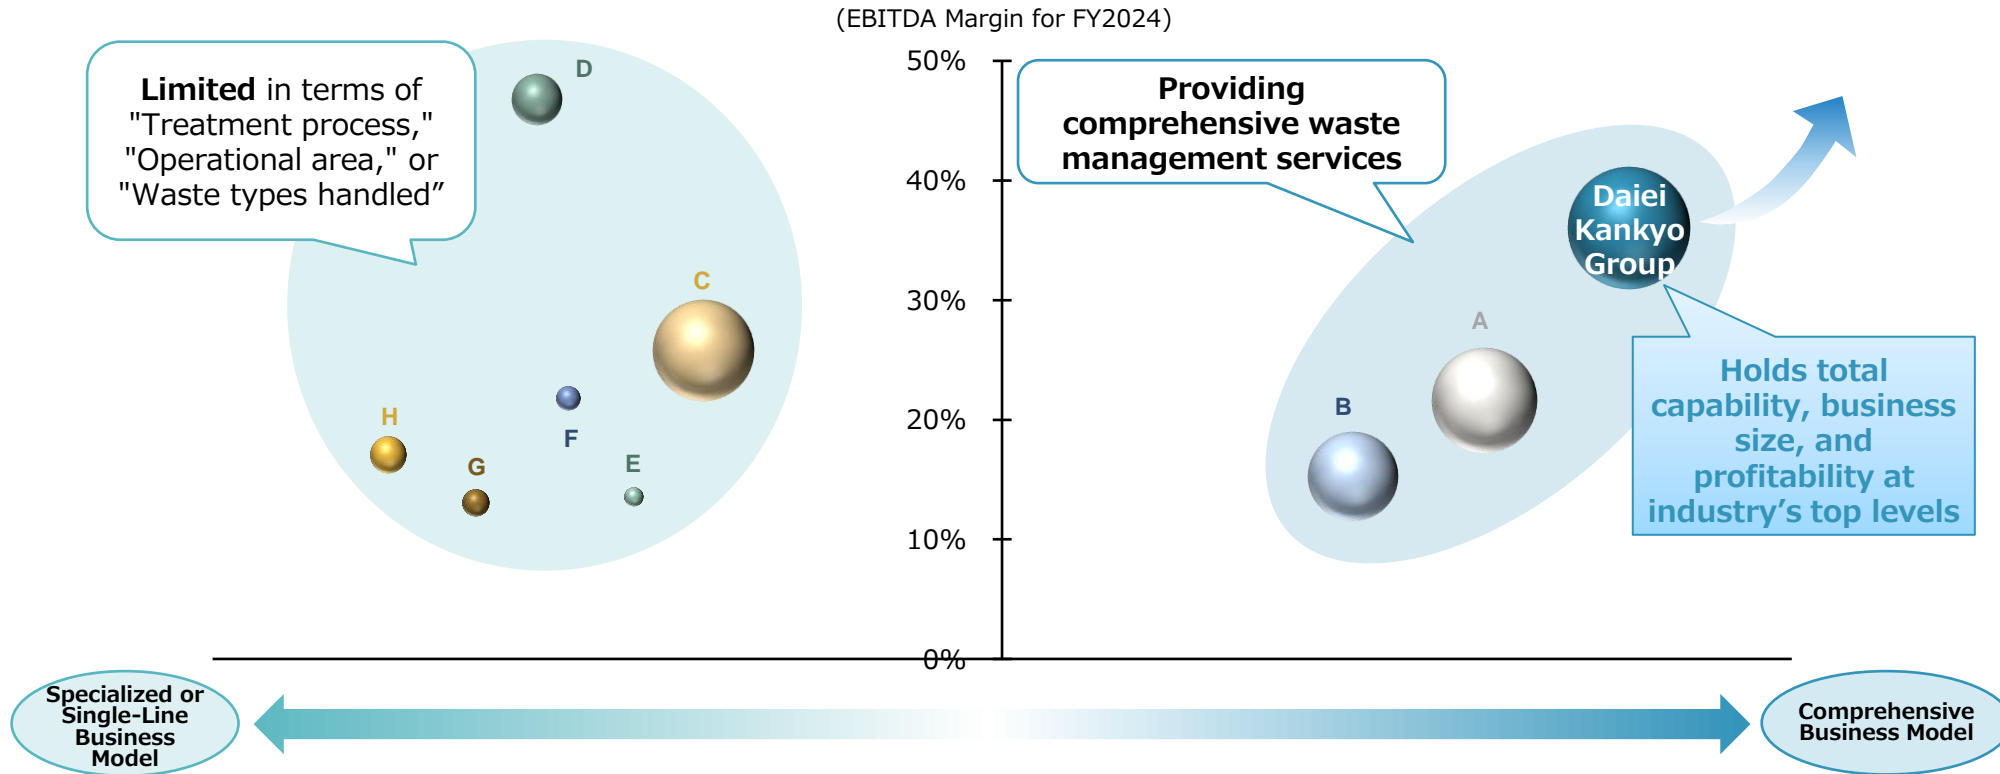 (EBITDA Margin for FY2024)
Limited in terms of
"Treatment process,"
"Operational area," or
"Waste types handled”
D
C
H
G
F
E
50%
40%
30%
20%
10%
0%
Providing
comprehensive waste
management services
Daiei
Kankyo
Group
A
B
Holds total
capability, business
size, and
profitability at
industry’s top levels
Specialized or
Single-Line
Business
Model
Comprehensive
Business Model